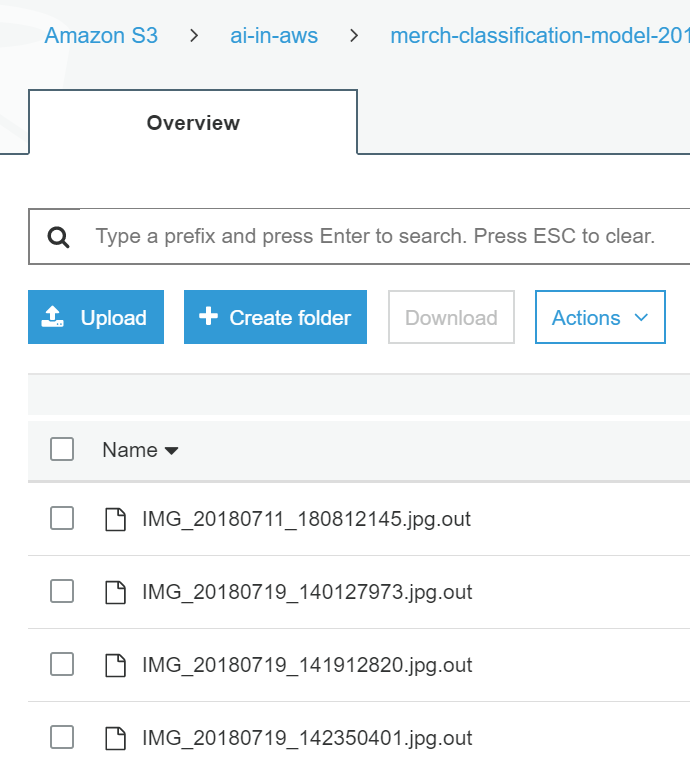 Amazon S3 > ai-in-aws > merch-classification-model-201
Overview
Type a prefix and press Enter to search. Press ESC to clear.
Upload Create folder Download Actions
Name
IMG_20180711_180812145.jpg.out
IMG_20180719_140127973.jpg.out
IMG_20180719_141912820.jpg.out
IMG_20180719_142350401.jpg.out